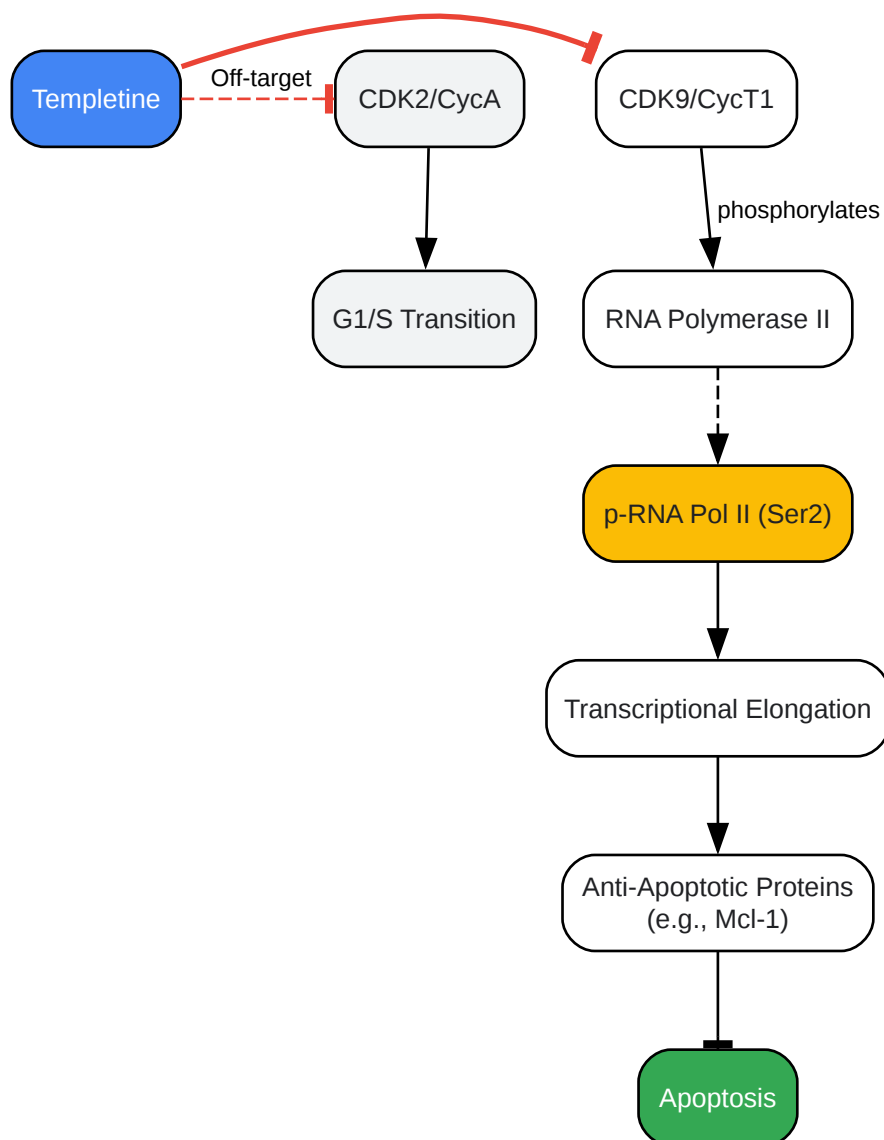 Off-target
Templetine
CDK2/CycA
CDK9/CycT1
phosphorylates
G1/S Transition
RNA Polymerase II
p-RNA Pol II (Ser2)
Transcriptional Elongation
Anti-Apoptotic Proteins
(e.g., Mcl-1)
Apoptosis